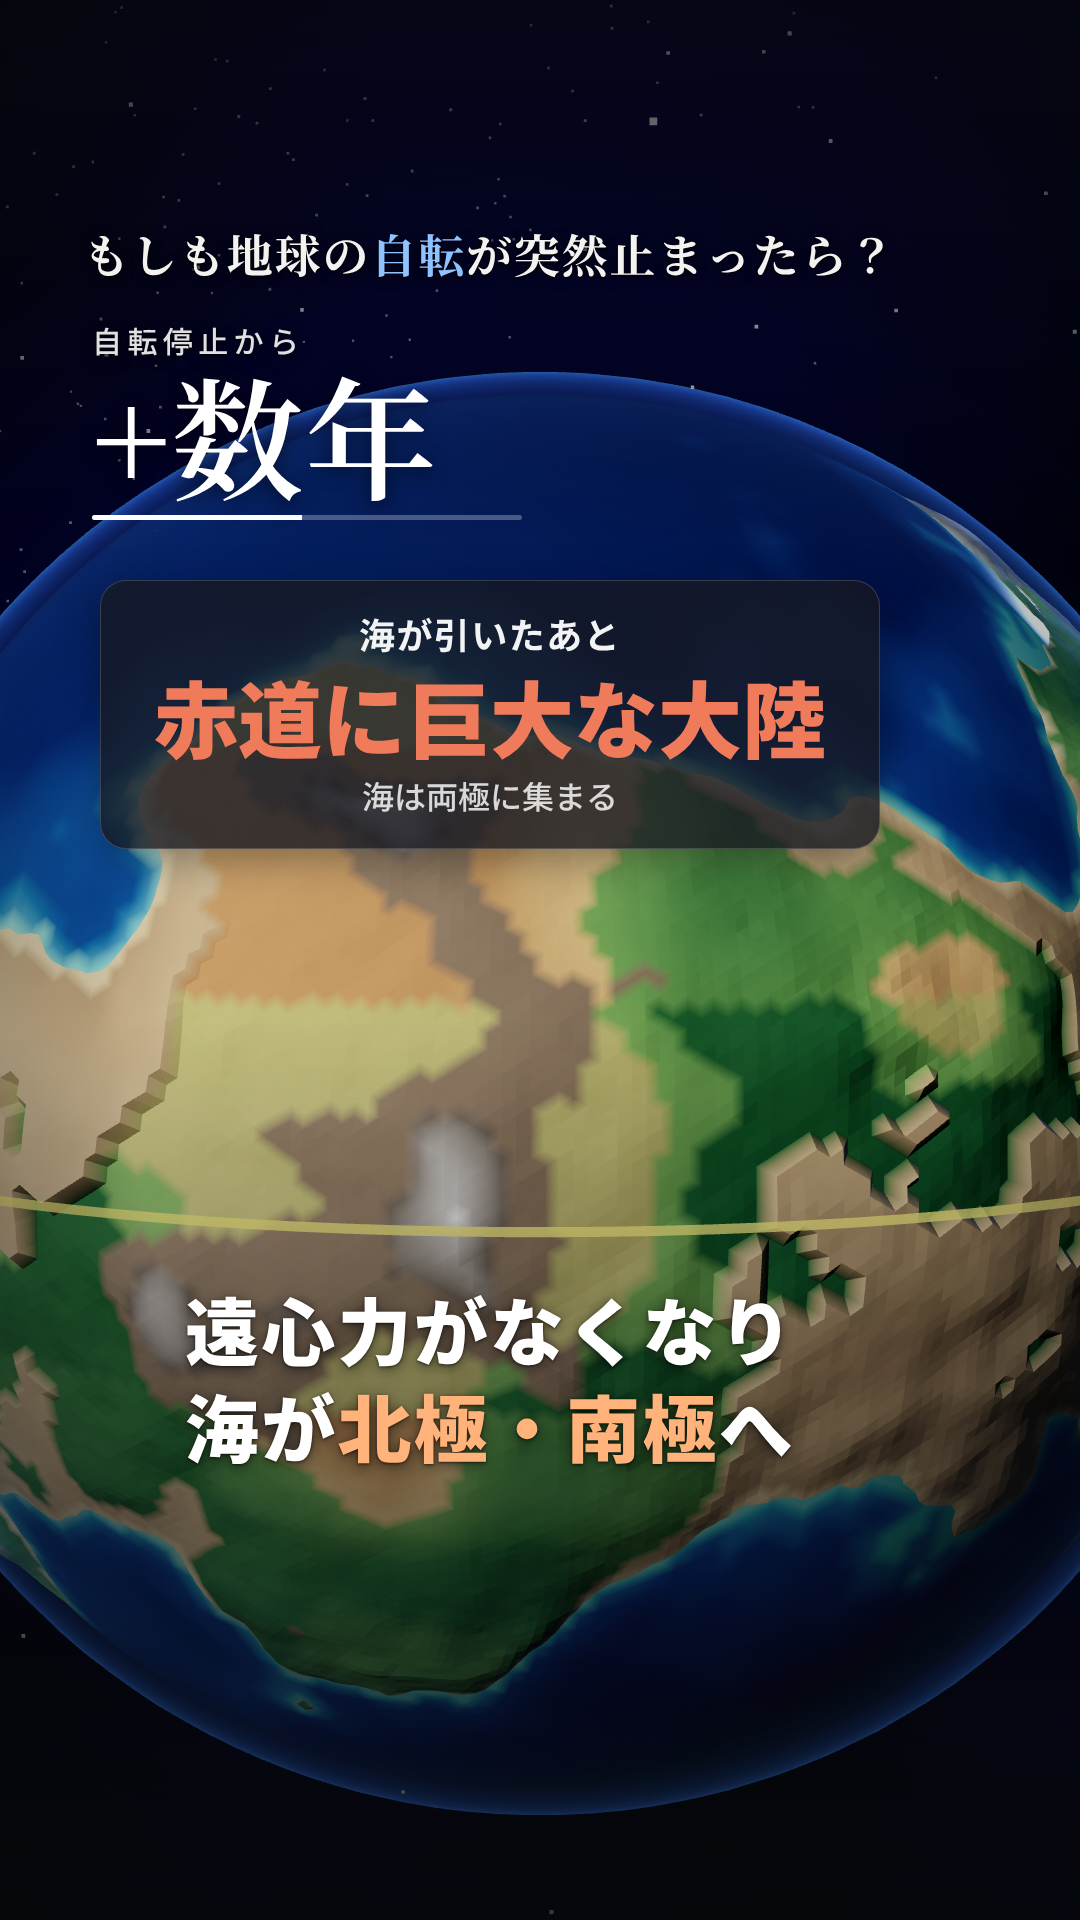 もしも地球の自転が突然止まったら？
自転停止から
＋数年
海が引いたあと
赤道に巨大な大陸
海は両極に集まる
遠心力がなくなり
海が北極・南極へ